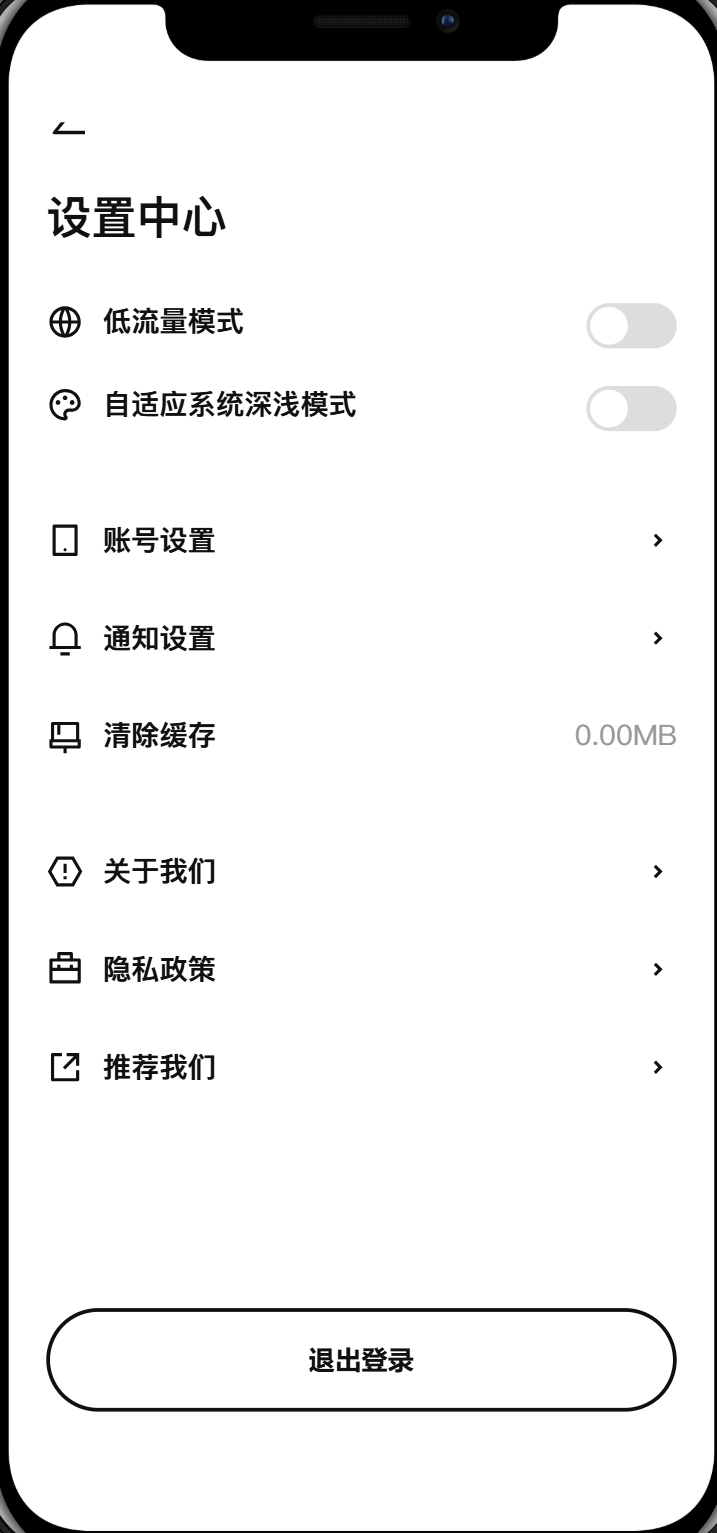 设置中心
低流量模式
自适应系统深浅模式
账号设置
通知设置
清除缓存 0.00MB
关于我们
隐私政策
推荐我们
退出登录